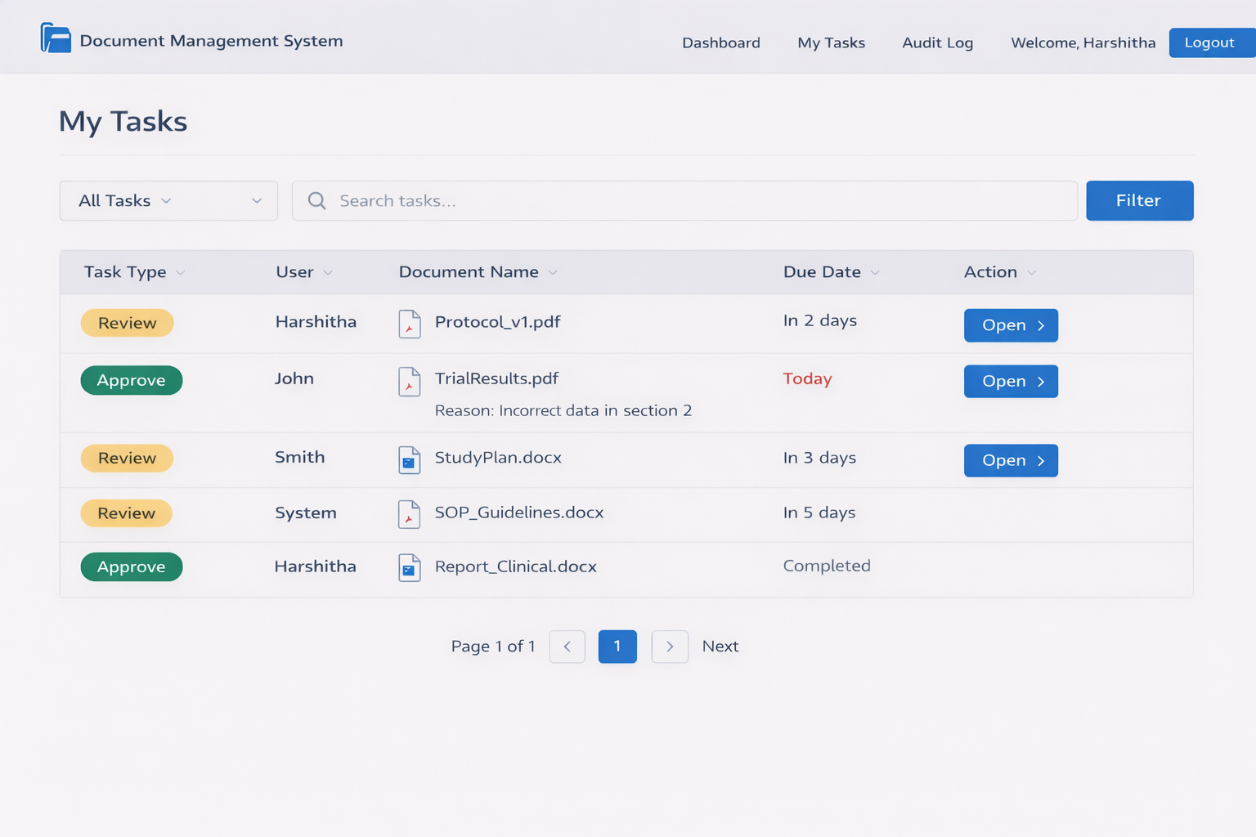 Document Management System
Dashboard My Tasks Audit Log Welcome, Harshitha Logout
My Tasks
All Tasks Search tasks... Filter
Task Type User Document Name Due Date Action
Review Harshitha Protocol_v1.pdf In 2 days Open
Approve John TrialResults.pdf Today Open
Reason: Incorrect data in section 2
Review Smith StudyPlan.docx In 3 days Open
Review System SOP_Guidelines.docx In 5 days
Approve Harshitha Report_Clinical.docx Completed
Page 1 of 1 1 Next